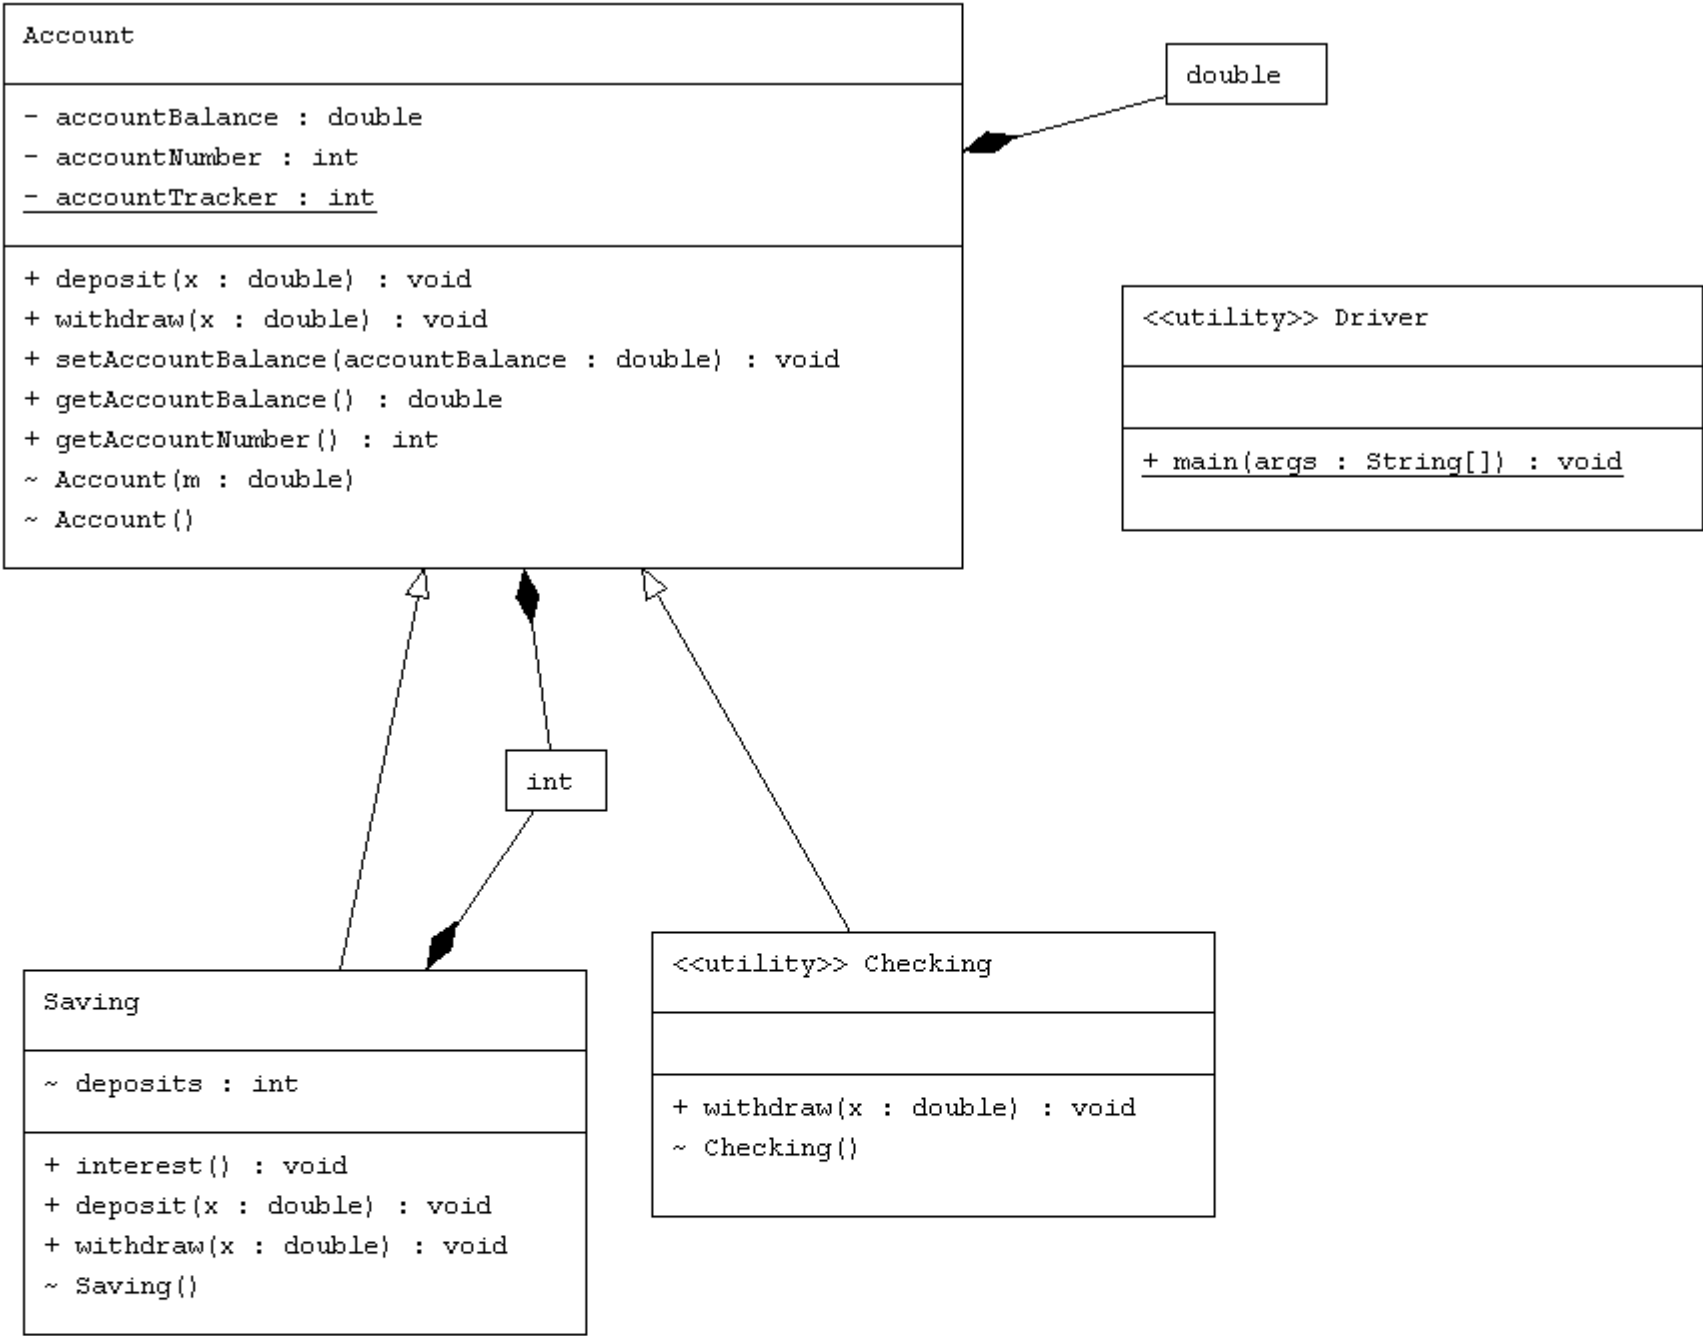 Account
- accountBalance : double
- accountNumber : int
- accountTracker : int
+ deposit(x : double) : void
+ withdraw(x : double) : void
+ setAccountBalance(accountBalance : double) : void
+ getAccountBalance() : double
+ getAccountNumber() : int
~ Account(m : double)
~ Account()
double
<<utility>> Driver
+ main(args : String[]) : void
int
Saving
~ deposits : int
+ interest() : void
+ deposit(x : double) : void
+ withdraw(x : double) : void
~ Saving()
<<utility>> Checking
+ withdraw(x : double) : void
~ Checking()